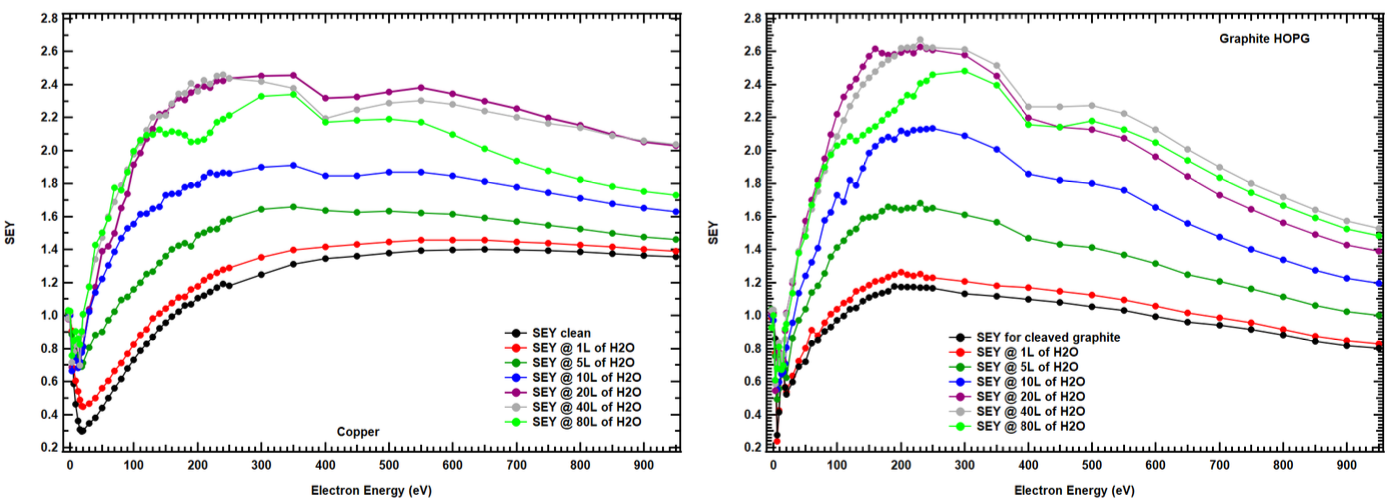 2.8
2.6
2.4
2.2
2.0
1.8
1.6
1.4
1.2
1.0
0.8
0.6
0.4
0.2
SEY
SEY clean
SEY @ 1L of H2O
SEY @ 5L of H2O
SEY @ 10L of H2O
SEY @ 20L of H2O
SEY @ 40L of H2O
SEY @ 80L of H2O
Copper
0 100 200 300 400 500 600 700 800 900
Electron Energy (eV)
2.8
2.6
2.4
2.2
2.0
1.8
1.6
1.4
1.2
1.0
0.8
0.6
0.4
0.2
SEY
Graphite HOPG
SEY for cleaved graphite
SEY @ 1L of H2O
SEY @ 5L of H2O
SEY @ 10L of H2O
SEY @ 20L of H2O
SEY @ 40L of H2O
SEY @ 80L of H2O
0 100 200 300 400 500 600 700 800 900
Electron Energy (eV)